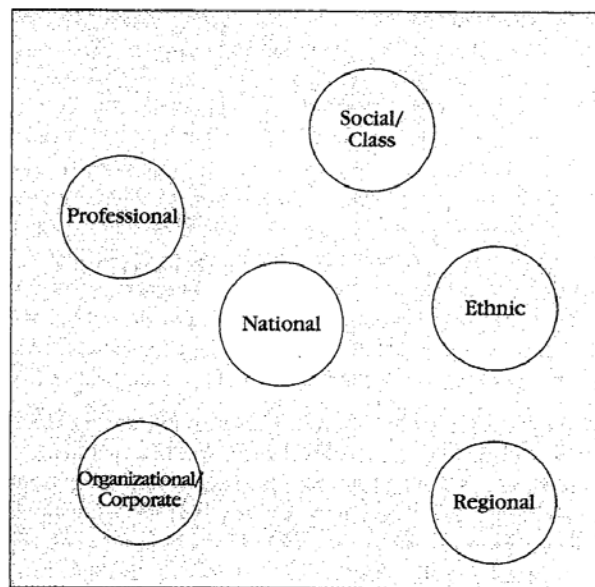 Social/
Class
Professional
National
Ethnic
Organizational/
Corporate
Regional